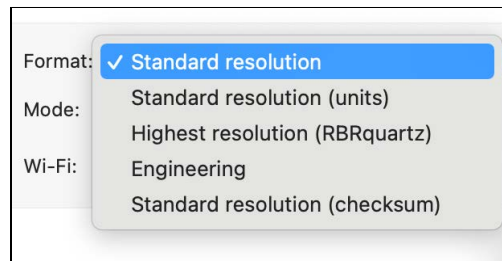 Format: ✓ Standard resolution
Standard resolution (units)
Mode:
Highest resolution (RBRquartz)
Wi-Fi:
Engineering
Standard resolution (checksum)